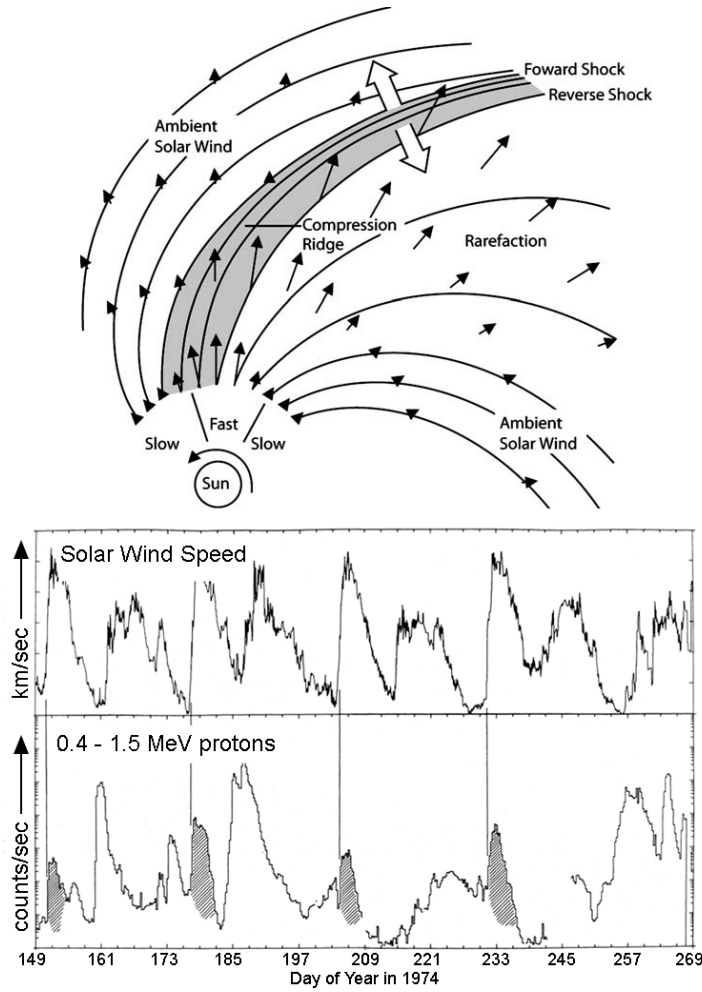 Foward Shock
Reverse Shock
Ambient
Solar Wind
Compression
Ridge
Rarefaction
Fast
Slow
Slow
Ambient
Solar Wind
Sun
Solar Wind Speed
km/sec
0.4 - 1.5 MeV protons
counts/sec
149 161 173 185 197 209 221 233 245 257 269
Day of Year in 1974